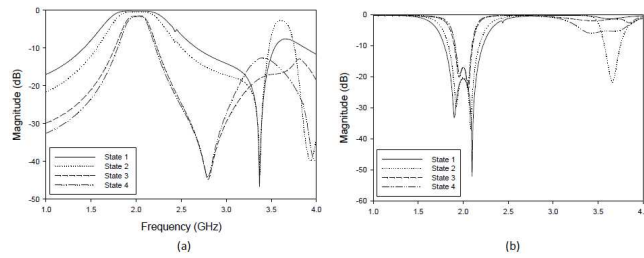 0
-10
-20
-30
-40
-50
Magnitude (dB)
State 1
State 2
State 3
State 4
1.0 1.5 2.0 2.5 3.0 3.5 4.0
Frequency (GHz)
(a)
0
-10
-20
-30
-40
-50
-60
Magnitude (dB)
State 1
State 2
State 3
State 4
1.0 1.5 2.0 2.5 3.0 3.5 4.0
(b)